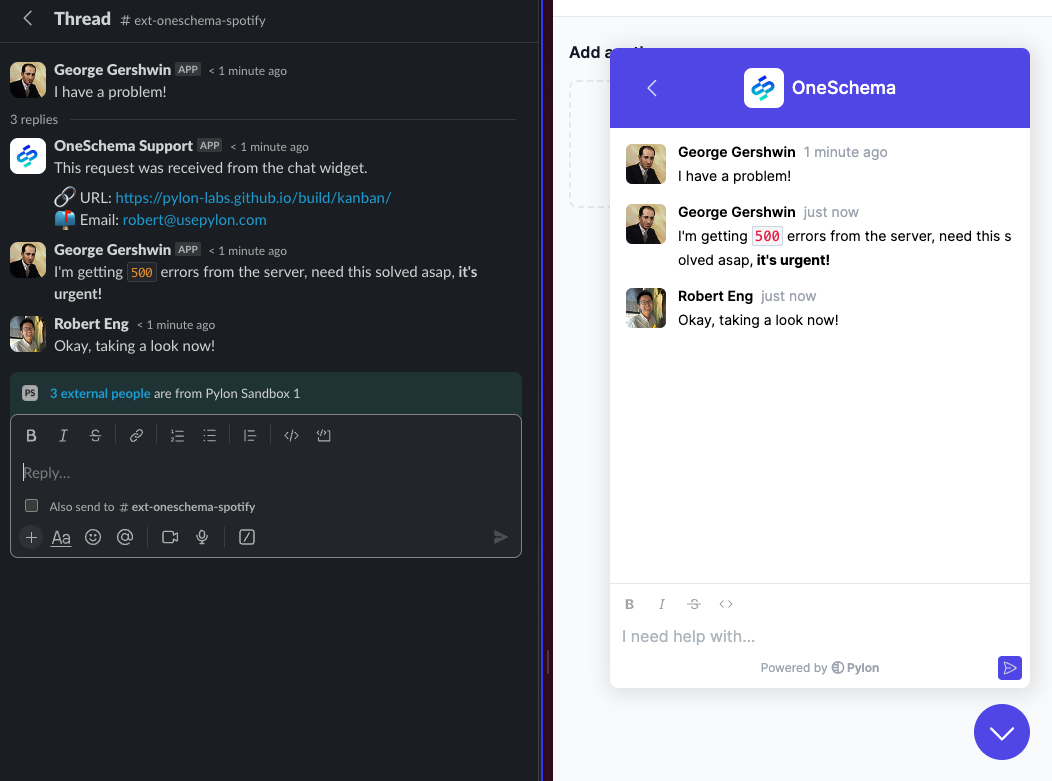 Thread # ext-oneschema-spotify
George Gershwin APP < 1 minute ago
I have a problem!
3 replies
OneSchema Support APP < 1 minute ago
This request was received from the chat widget.
URL: https://pylon-labs.github.io/build/kanban/
Email: robert@usepylon.com
George Gershwin APP < 1 minute ago
I'm getting 500 errors from the server, need this solved asap, it's
urgent!
Robert Eng < 1 minute ago
Okay, taking a look now!
PS 3 external people are from Pylon Sandbox 1
B I S
Reply...
Also send to # ext-oneschema-spotify
Aa
Add a
OneSchema
George Gershwin 1 minute ago
I have a problem!
George Gershwin just now
I'm getting 500 errors from the server, need this s
olved asap, it's urgent!
Robert Eng just now
Okay, taking a look now!
B I S <>
I need help with...
Powered by Pylon